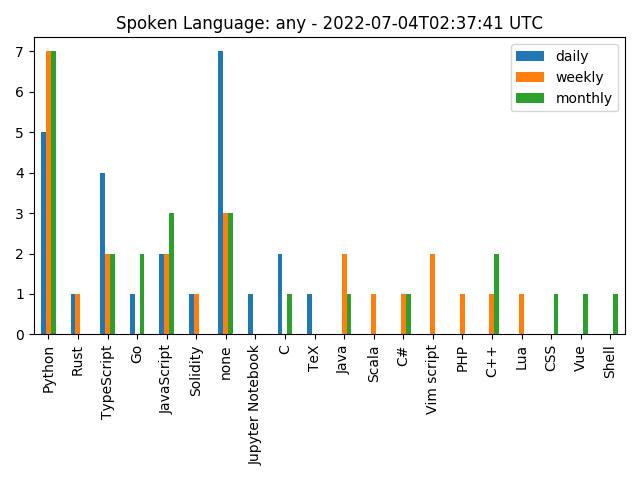 Spoken Language: any - 2022-07-04T02:37:41 UTC
daily
weekly
monthly
7
6
5
4
3
2
1
0
Python
Rust
TypeScript
Go
JavaScript
Solidity
none
Jupyter Notebook
C
TeX
Java
Scala
C#
Vim script
PHP
C++
Lua
CSS
Vue
Shell